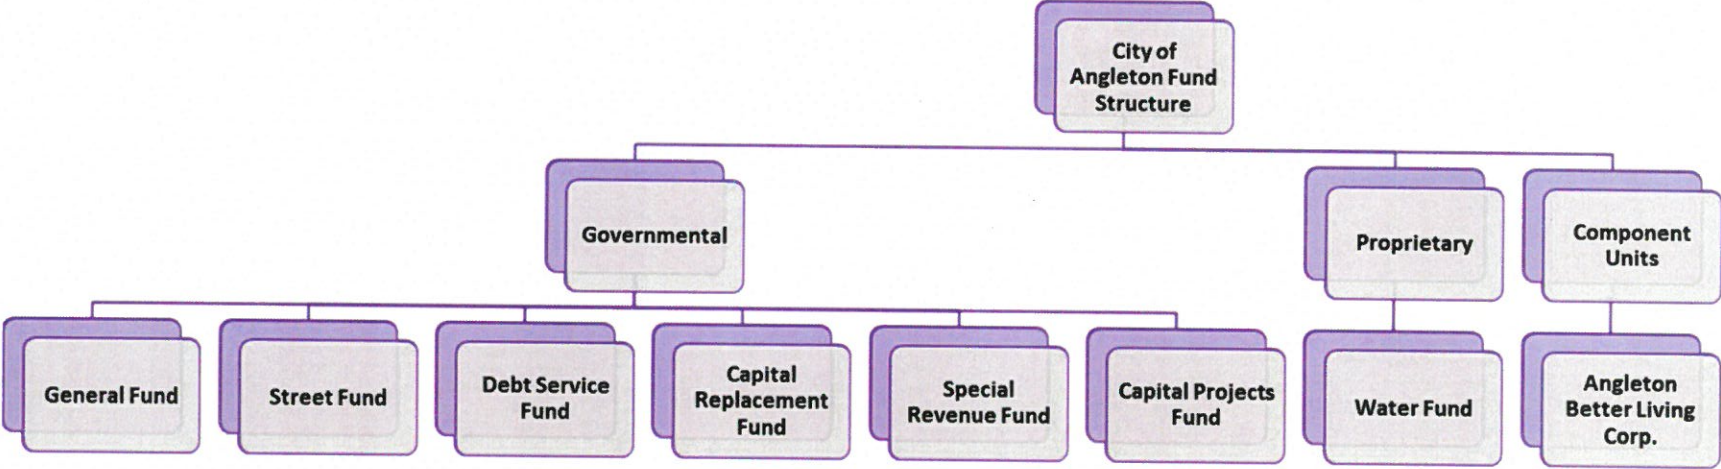 City of
Angleton Fund
Structure
Governmental
Proprietary
Component
Units
General Fund
Street Fund
Debt Service
Fund
Capital
Replacement
Fund
Special
Revenue Fund
Capital Projects
Fund
Water Fund
Angleton
Better Living
Corp.